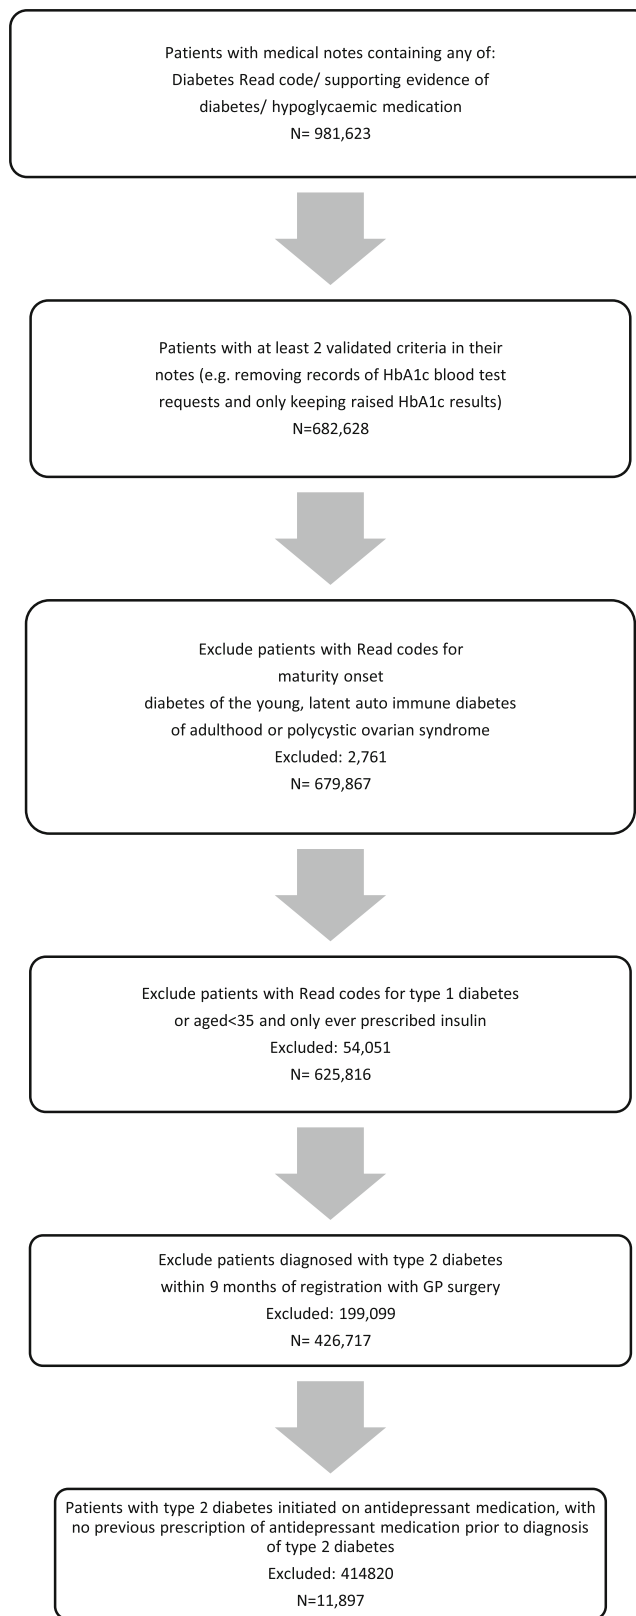 Patients with medical notes containing any of:
Diabetes Read code/ supporting evidence of
diabetes/ hypoglycaemic medication
N= 981,623
Patients with at least 2 validated criteria in their
notes (e.g. removing records of HbA1c blood test
requests and only keeping raised HbA1c results)
N=682,628
Exclude patients with Read codes for
maturity onset
diabetes of the young, latent auto immune diabetes
of adulthood or polycystic ovarian syndrome
Excluded: 2,761
N= 679,867
Exclude patients with Read codes for type 1 diabetes
or aged<35 and only ever prescribed insulin
Excluded: 54,051
N= 625,816
Exclude patients diagnosed with type 2 diabetes
within 9 months of registration with GP surgery
Excluded: 199,099
N= 426,717
Patients with type 2 diabetes initiated on antidepressant medication, with
no previous prescription of antidepressant medication prior to diagnosis
of type 2 diabetes
Excluded: 414820
N=11,897